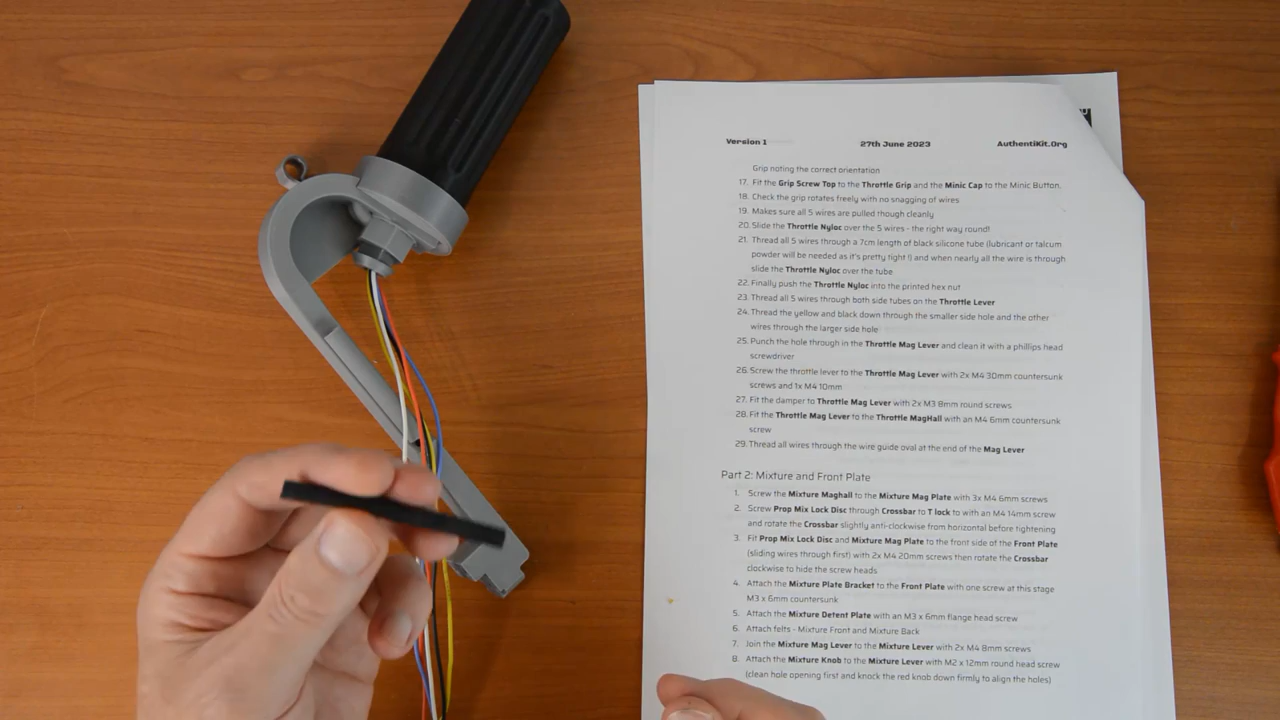 Version 1 27th June 2023 AuthentiKit.Org
Grip noting the correct orientation
17. Fit the Grip Screw Top to the Throttle Grip and the Minic Cap to the Minic Button.
18. Check the grip rotates freely with no snagging of wires
19. Makes sure all 5 wires are pulled though cleanly
20. Slide the Throttle Nyloc over the 5 wires - the right way round!
21. Thread all 5 wires through a 7cm length of black silicone tube (lubricant or talcum
powder will be needed as it's pretty tight !) and when nearly all the wire is through
slide the Throttle Nyloc over the tube
22. Finally push the Throttle Nyloc into the printed hex nut
23. Thread all 5 wires through both side tubes on the Throttle Lever
24. Thread the yellow and black down through the smaller side hole and the other
wires through the larger side hole
25. Punch the hole through in the Throttle Mag Lever and clean it with a phillips head
screwdriver
26. Screw the throttle lever to the Throttle Mag Lever with 2x M4 30mm countersunk
screws and 1x M4 10mm
27. Fit the damper to Throttle Mag Lever with 2x M3 8mm round screws
28. Fit the Throttle Mag Lever to the Throttle MagHall with an M4 6mm countersunk
screw
29. Thread all wires through the wire guide oval at the end of the Mag Lever
Part 2: Mixture and Front Plate
1. Screw the Mixture Maghall to the Mixture Mag Plate with 3x M4 6mm screws
2. Screw Prop Mix Lock Disc through Crossbar to T lock to with an M4 14mm screw
and rotate the Crossbar slightly anti-clockwise from horizontal before tightening
3. Fit Prop Mix Lock Disc and Mixture Mag Plate to the front side of the Front Plate
(sliding wires through first) with 2x M4 20mm screws then rotate the Crossbar
clockwise to hide the screw heads
4. Attach the Mixture Plate Bracket to the Front Plate with one screw at this stage
M3 x 6mm countersunk
5. Attach the Mixture Detent Plate with an M3 x 6mm flange head screw
6. Attach felts - Mixture Front and Mixture Back
7. Join the Mixture Mag Lever to the Mixture Lever with 2x M4 8mm screws
8. Attach the Mixture Knob to the Mixture Lever with M2 x 12mm round head screw
(clean hole opening first and knock the red knob down firmly to align the holes)